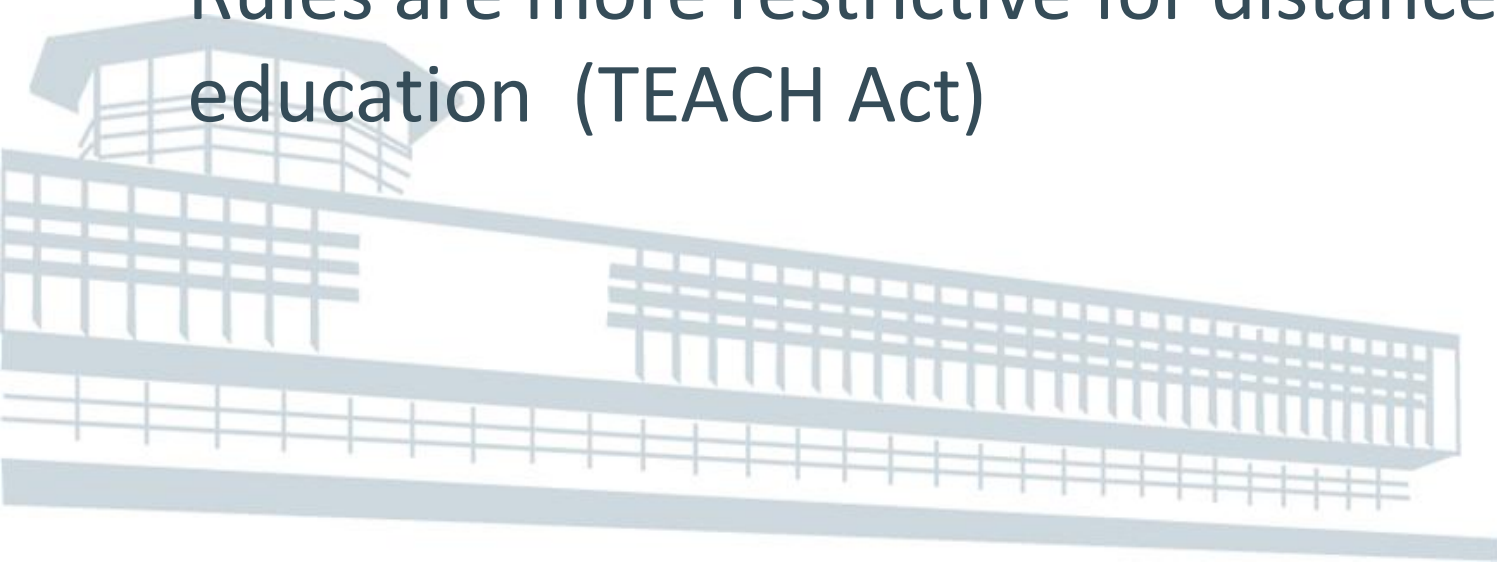 Rules are more restrictive for distance
education  (TEACH Act)